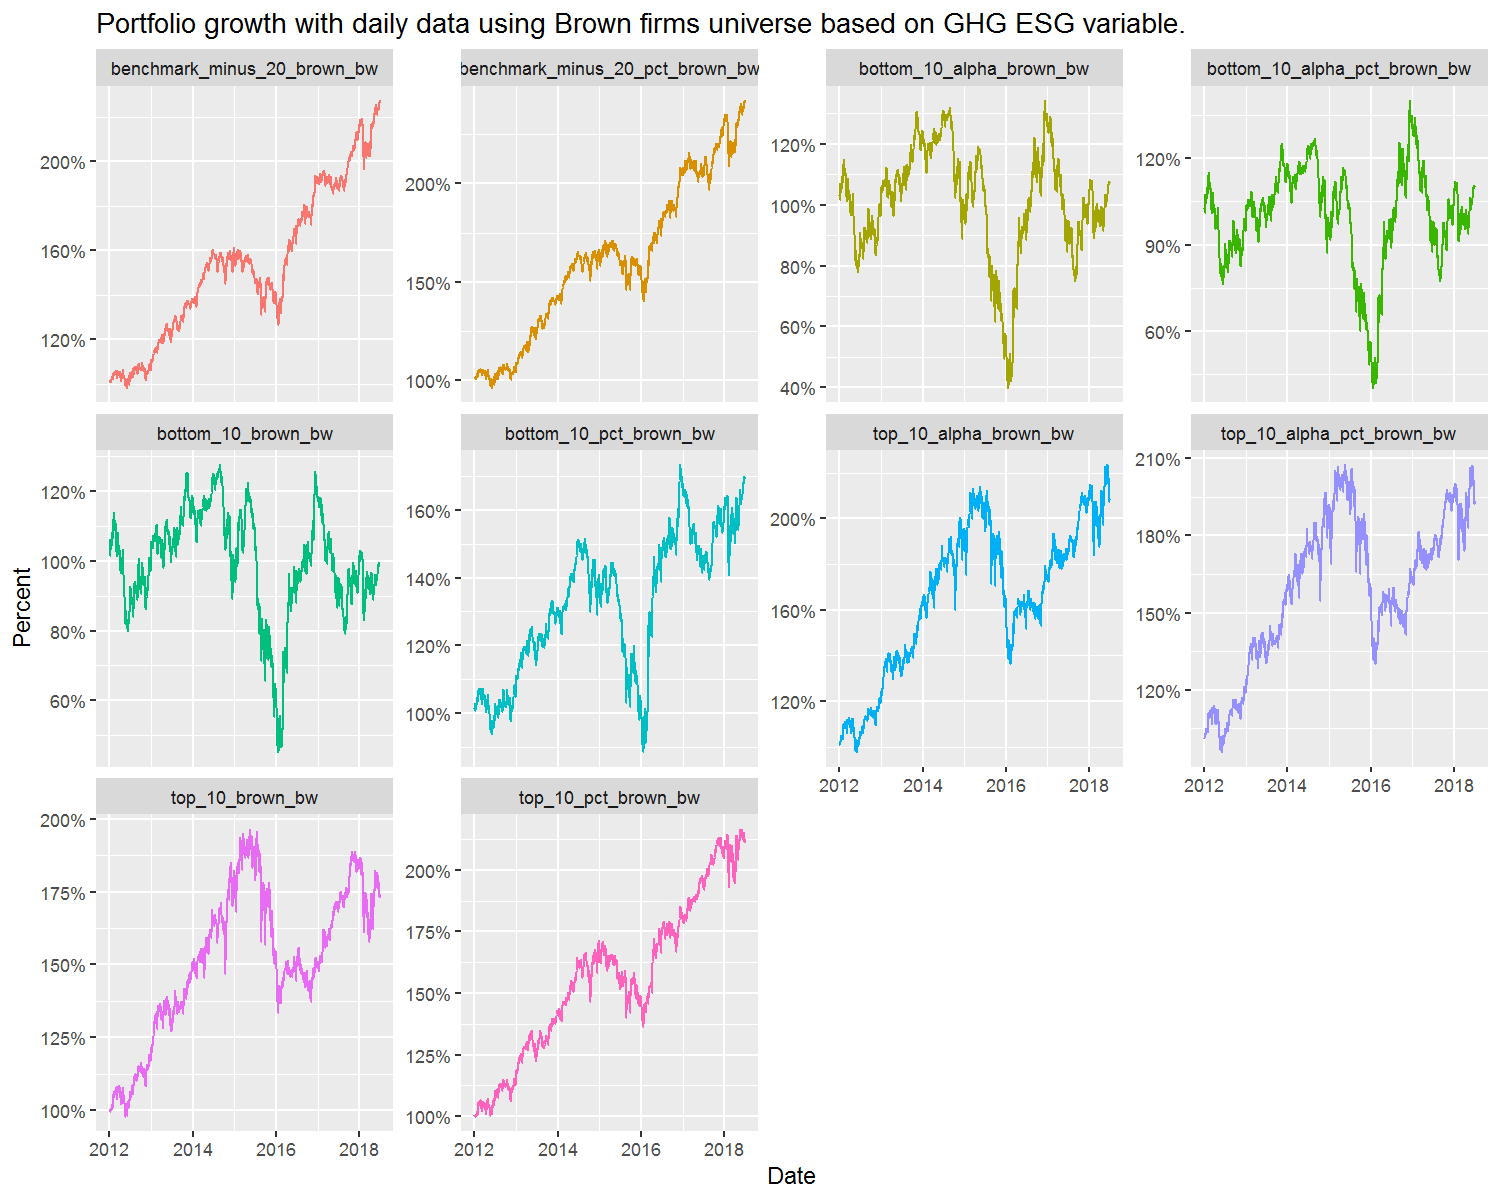 Portfolio growth with daily data using Brown firms universe based on GHG ESG variable.
benchmark_minus_20_brown_bw
benchmark_minus_20_pct_brown_bw
bottom_10_alpha_brown_bw
bottom_10_alpha_pct_brown_bw
200%
160%
120%
200%
150%
100%
120%
100%
80%
60%
40%
120%
90%
60%
bottom_10_brown_bw
bottom_10_pct_brown_bw
top_10_alpha_brown_bw
top_10_alpha_pct_brown_bw
120%
100%
80%
60%
160%
140%
120%
100%
200%
160%
120%
210%
180%
150%
120%
2012 2014 2016 2018
2012 2014 2016 2018
top_10_brown_bw
top_10_pct_brown_bw
200%
175%
150%
125%
100%
200%
175%
150%
125%
100%
2012 2014 2016 2018
2012 2014 2016 2018
Percent
Date